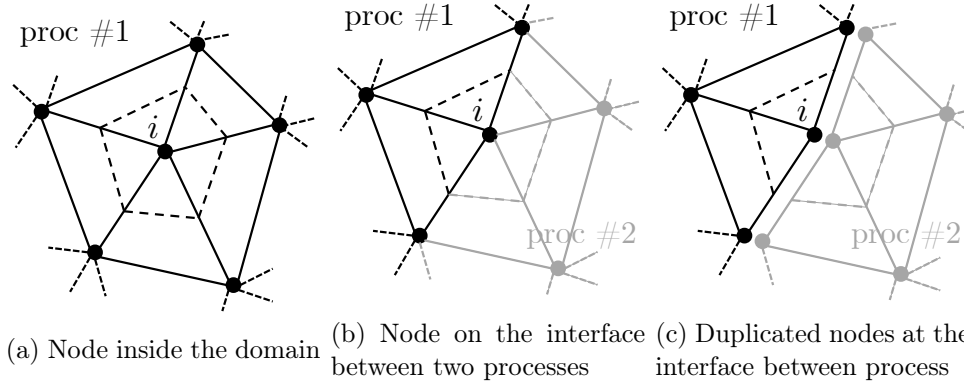 proc #1
i
proc #1
i
proc #2
proc #1
i
proc #2
(a) Node inside the domain
(b) Node on the interface
between two processes
(c) Duplicated nodes at the
interface between process